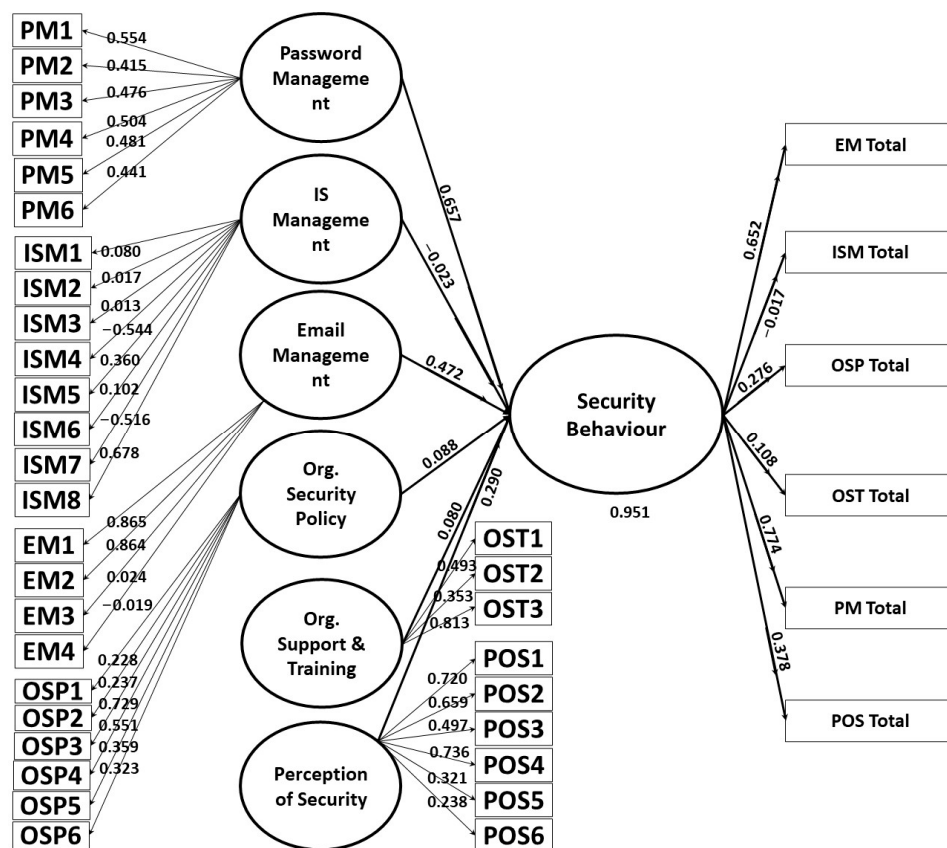 PM1
PM2
PM3
PM4
PM5
PM6
0.554
0.415
0.476
0.504
0.481
0.441
Password
Manageme
nt
ISM1
ISM2
ISM3
ISM4
ISM5
ISM6
ISM7
ISM8
0.080
0.017
0.013
−0.544
0.360
0.102
−0.516
0.678
IS
Manageme
nt
EM1
EM2
EM3
EM4
0.865
0.864
0.024
−0.019
Email
Manageme
nt
OSP1
OSP2
OSP3
OSP4
OSP5
OSP6
0.228
0.237
0.729
0.551
0.359
0.323
Org.
Security
Policy
Org.
Support &
Training
OST1
OST2
OST3
0.493
0.353
0.813
Perception
of Security
POS1
POS2
POS3
POS4
POS5
POS6
0.720
0.659
0.497
0.736
0.321
0.238
0.657
−0.023
0.472
0.088
0.080
0.290
Security
Behaviour
0.951
0.652
−0.017
0.276
0.108
0.774
0.378
EM Total
ISM Total
OSP Total
OST Total
PM Total
POS Total